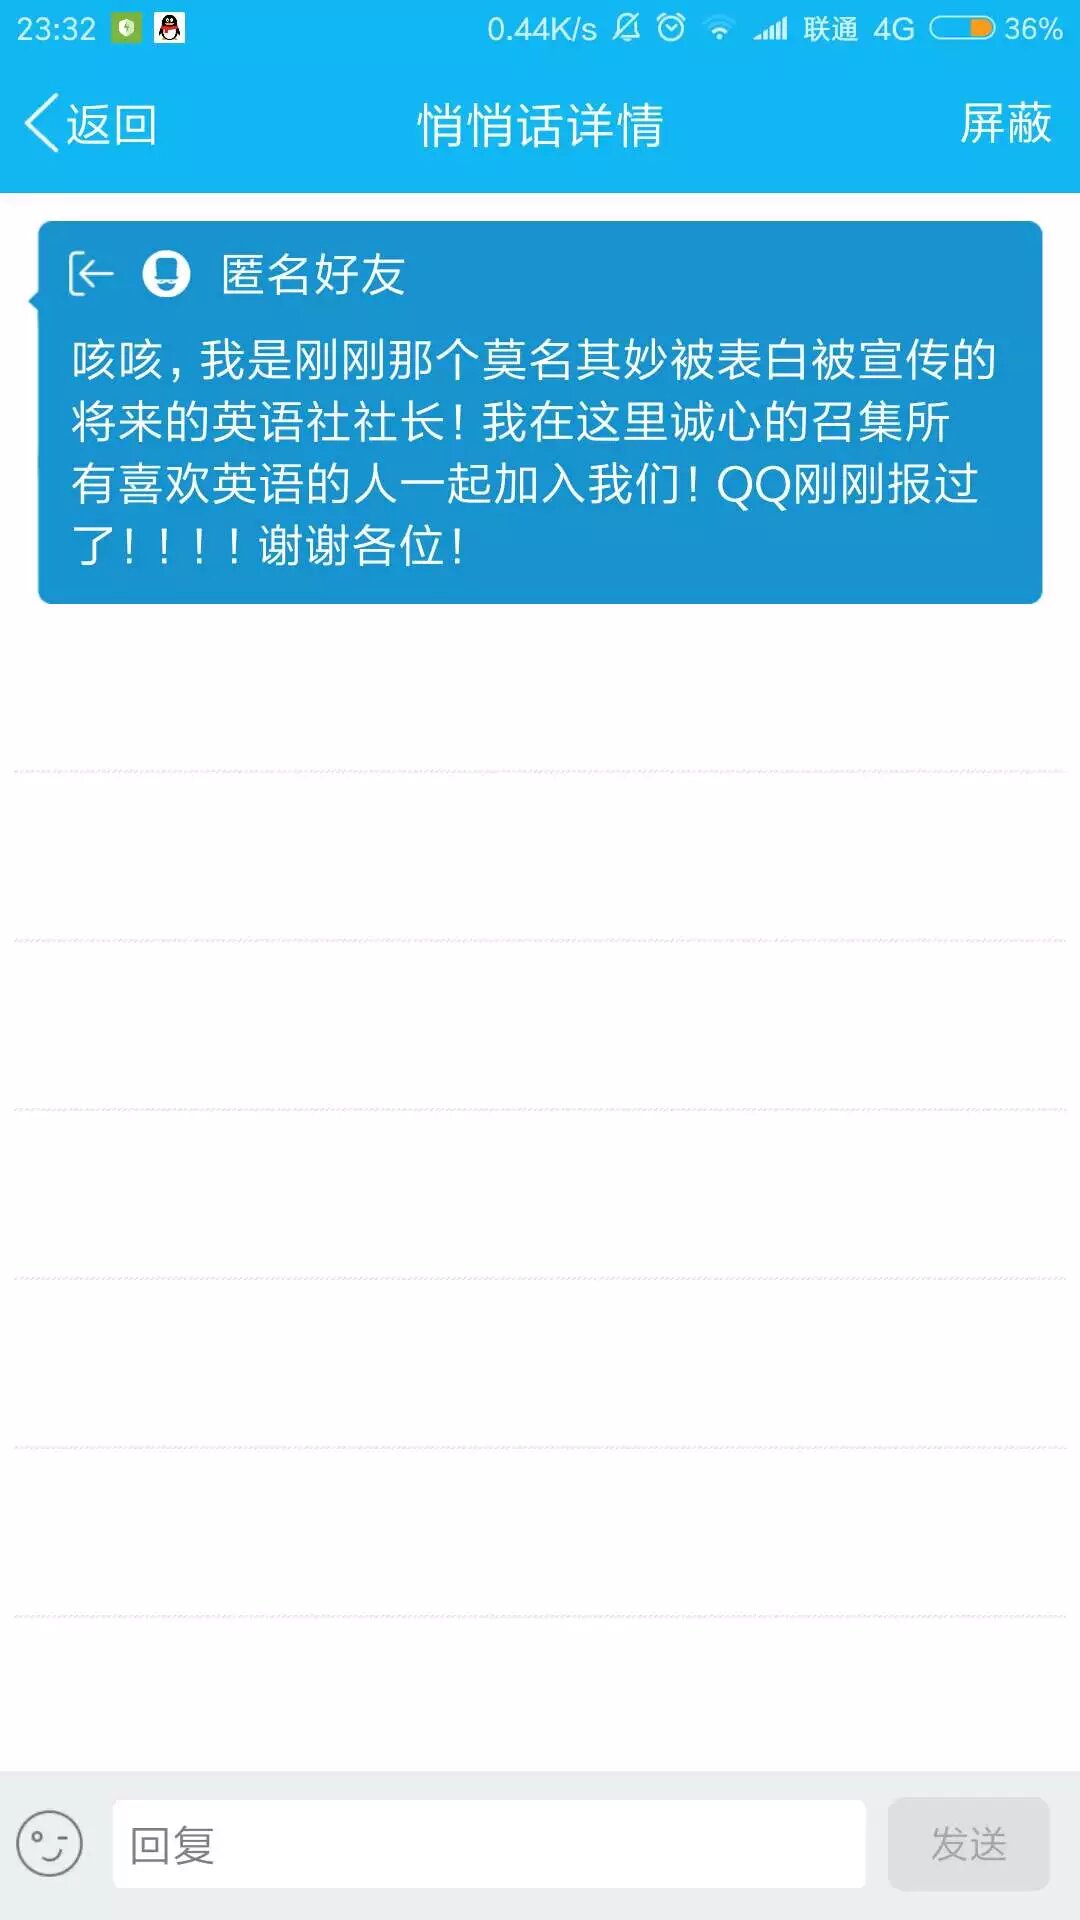 23:32 0.44K/s 联通 4G 36%
返回 悄悄话详情 屏蔽
匿名好友
咳咳，我是刚刚那个莫名其妙被表白被宣传的
将来的英语社社长！我在这里诚心的召集所
有喜欢英语的人一起加入我们！QQ刚刚报过
了！！！！谢谢各位！
回复 发送